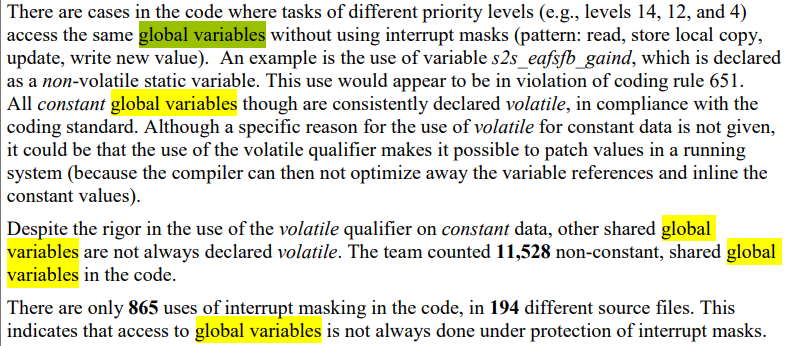 There are cases in the code where tasks of different priority levels (e.g., levels 14, 12, and 4)
access the same global variables without using interrupt masks (pattern: read, store local copy,
update, write new value).  An example is the use of variable s2s_eafsfb_gaind, which is declared
as a non-volatile static variable. This use would appear to be in violation of coding rule 651.
All constant global variables though are consistently declared volatile, in compliance with the
coding standard. Although a specific reason for the use of volatile for constant data is not given,
it could be that the use of the volatile qualifier makes it possible to patch values in a running
system (because the compiler can then not optimize away the variable references and inline the
constant values).
Despite the rigor in the use of the volatile qualifier on constant data, other shared global
variables are not always declared volatile. The team counted 11,528 non-constant, shared global
variables in the code.
There are only 865 uses of interrupt masking in the code, in 194 different source files. This
indicates that access to global variables is not always done under protection of interrupt masks.